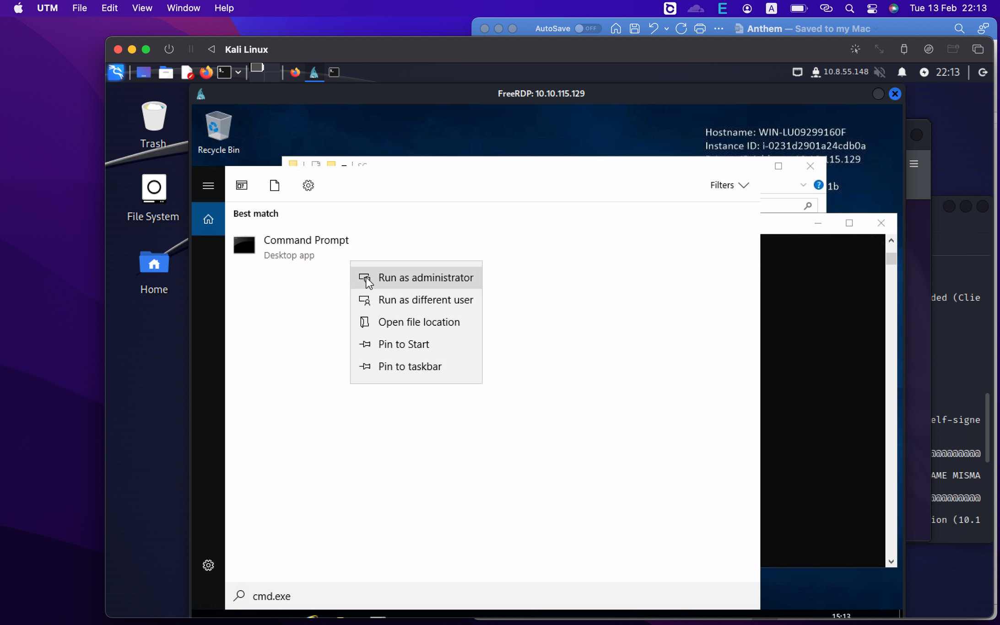 UTM File Edit View Window Help
A
Tue 13 Feb 22:13
AutoSave OFF
Anthem — Saved to my Mac
Kali Linux
10.8.55.148
22:13
FreeRDP: 10.10.115.129
Trash
Recycle Bin
Hostname: WIN-LU09299160F
Instance ID: i-0231d2901a24cdb0a
115.129
Filters
1b
File System
Best match
Command Prompt
Desktop app
Run as administrator
Run as different user
Open file location
Pin to Start
Pin to taskbar
Home
ded (Clie
elf-signe
@@@@@@@@@
AME MISMA
@@@@@@@@@
ion (10.1
cmd.exe
15:13